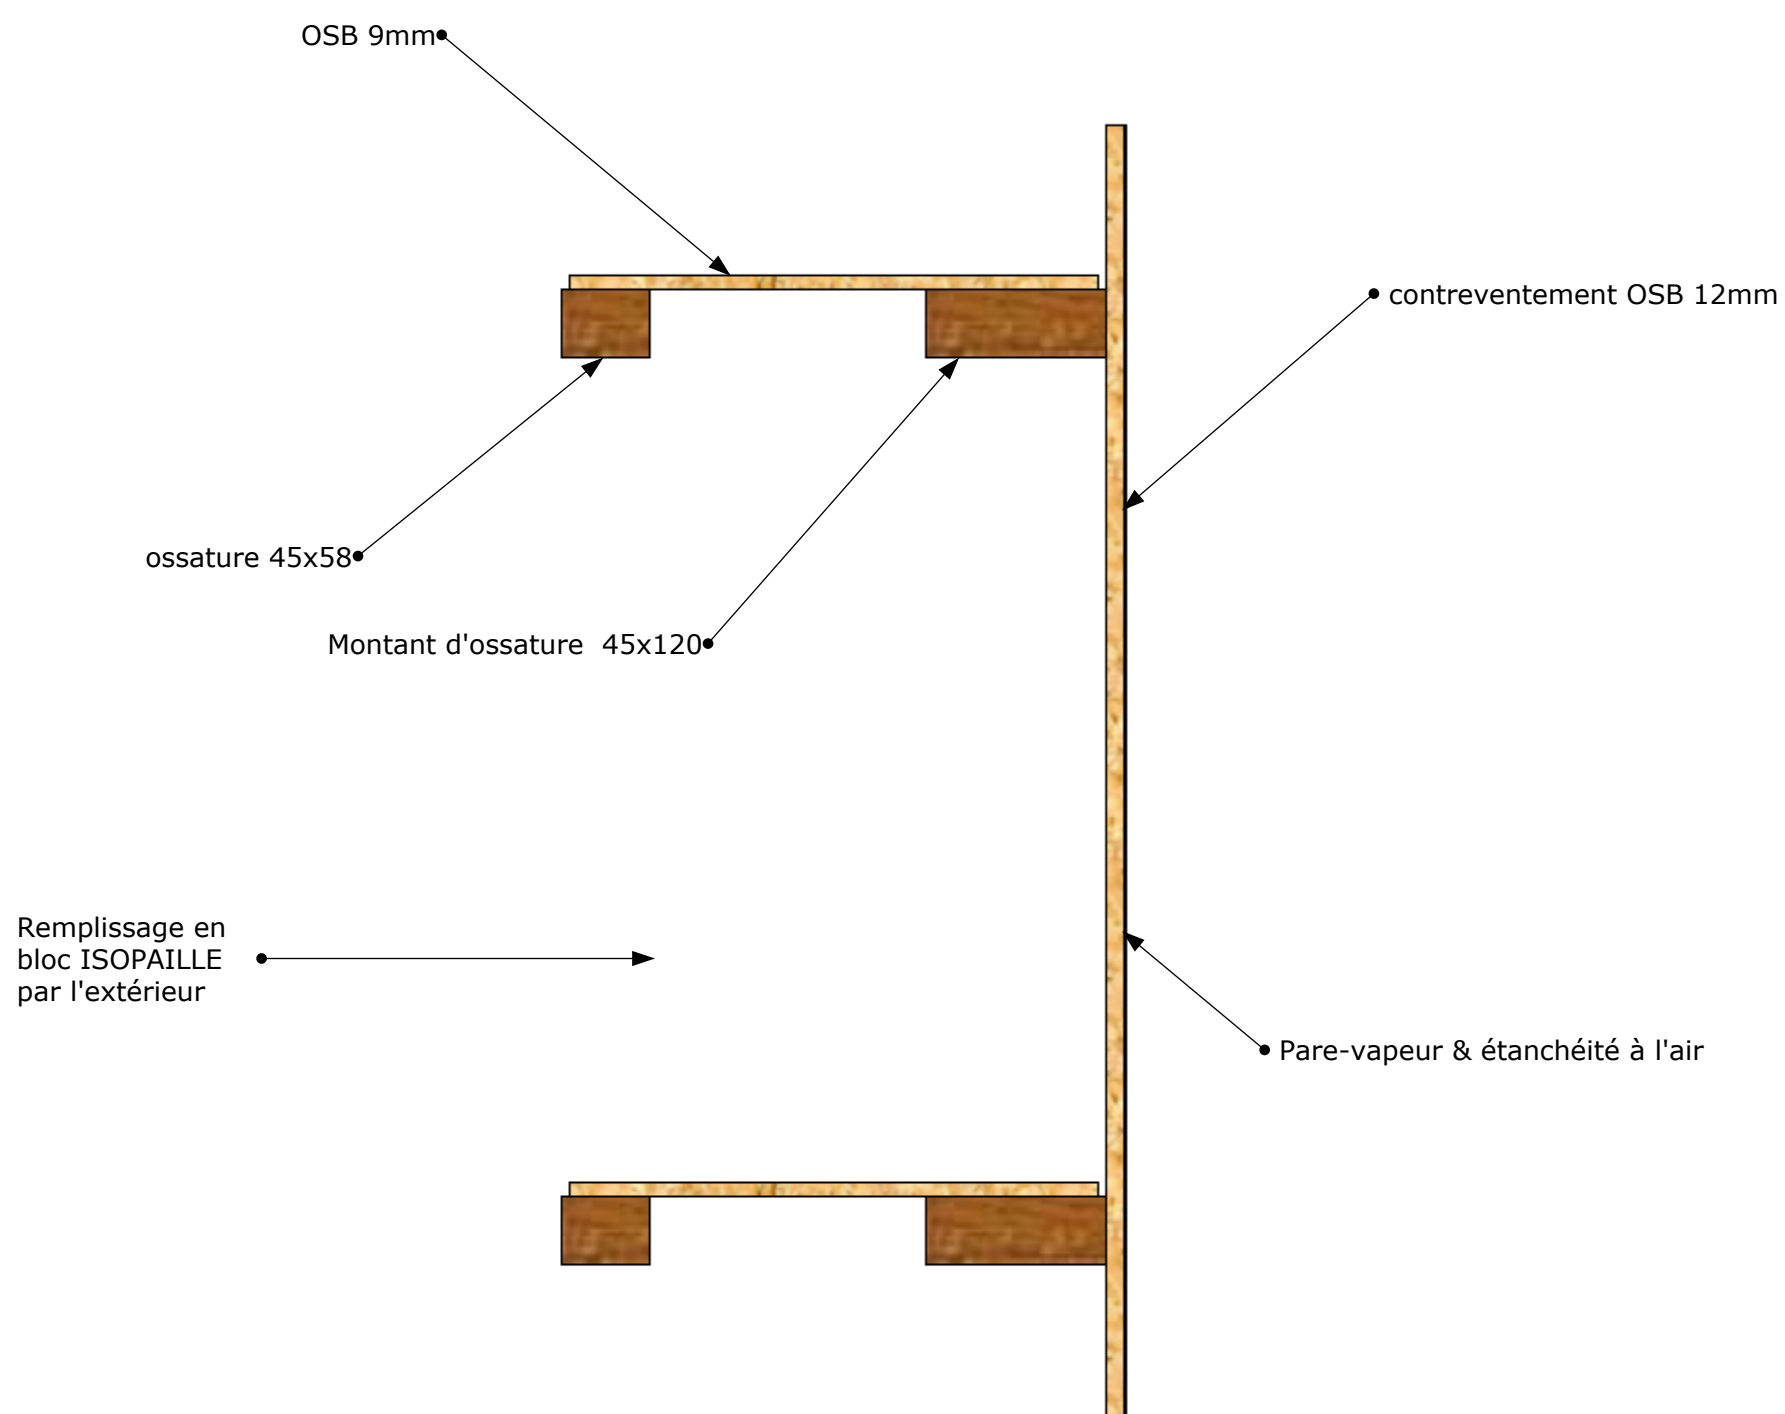 OSB 9mm
contreventement OSB 12mm
ossature 45x58
Montant d'ossature  45x120
Remplissage en
bloc ISOPAILLE
par l'extérieur
Pare-vapeur & étanchéité à l'air